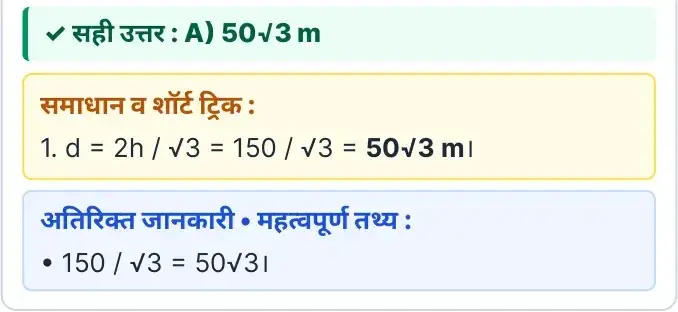 ✓ सही उत्तर : A) 50√3 m
समाधान व शॉर्ट ट्रिक :
1. d = 2h / √3 = 150 / √3 = 50√3 m।
अतिरिक्त जानकारी • महत्वपूर्ण तथ्य :
• 150 / √3 = 50√3।